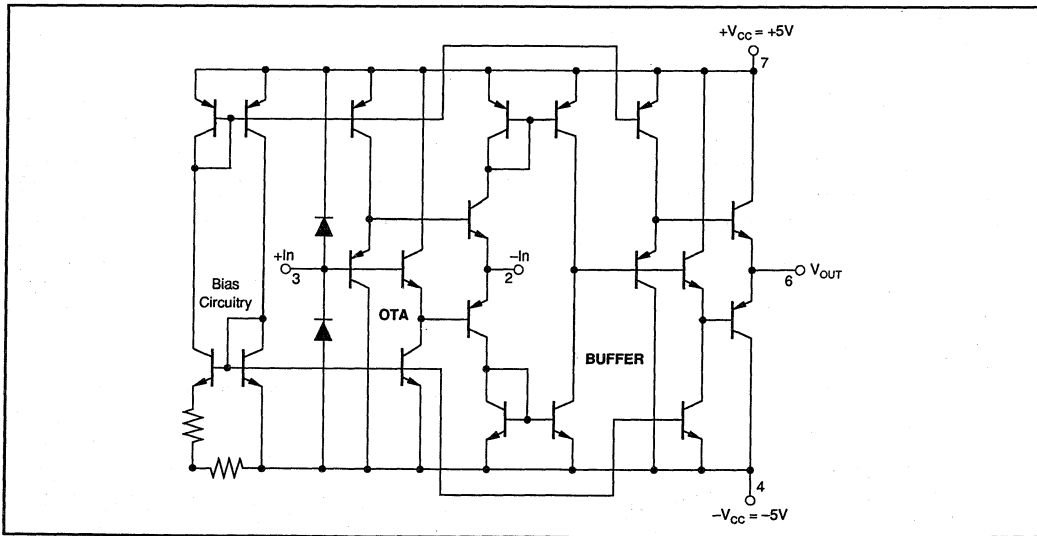 +V_CC = +5V
7
+In
3
–In
2
Bias
Circuitry
OTA
BUFFER
6
V_OUT
4
–V_CC = –5V